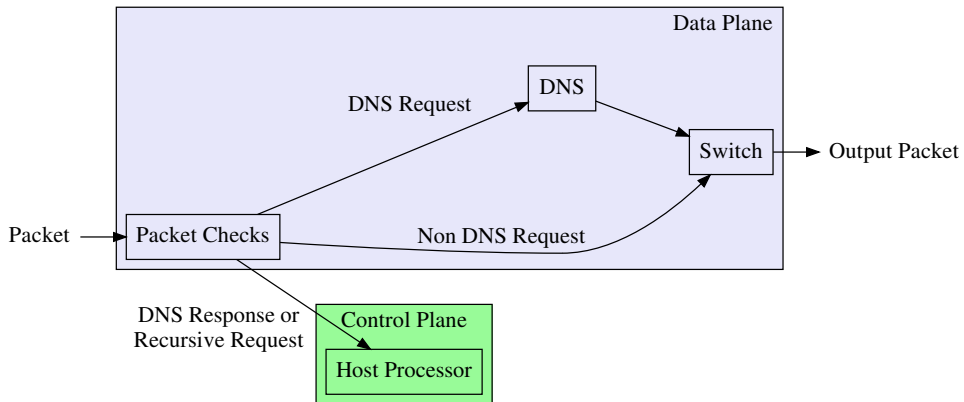 Data Plane
DNS
DNS Request
Switch
Output Packet
Packet
Packet Checks
Non DNS Request
DNS Response or
Recursive Request
Control Plane
Host Processor